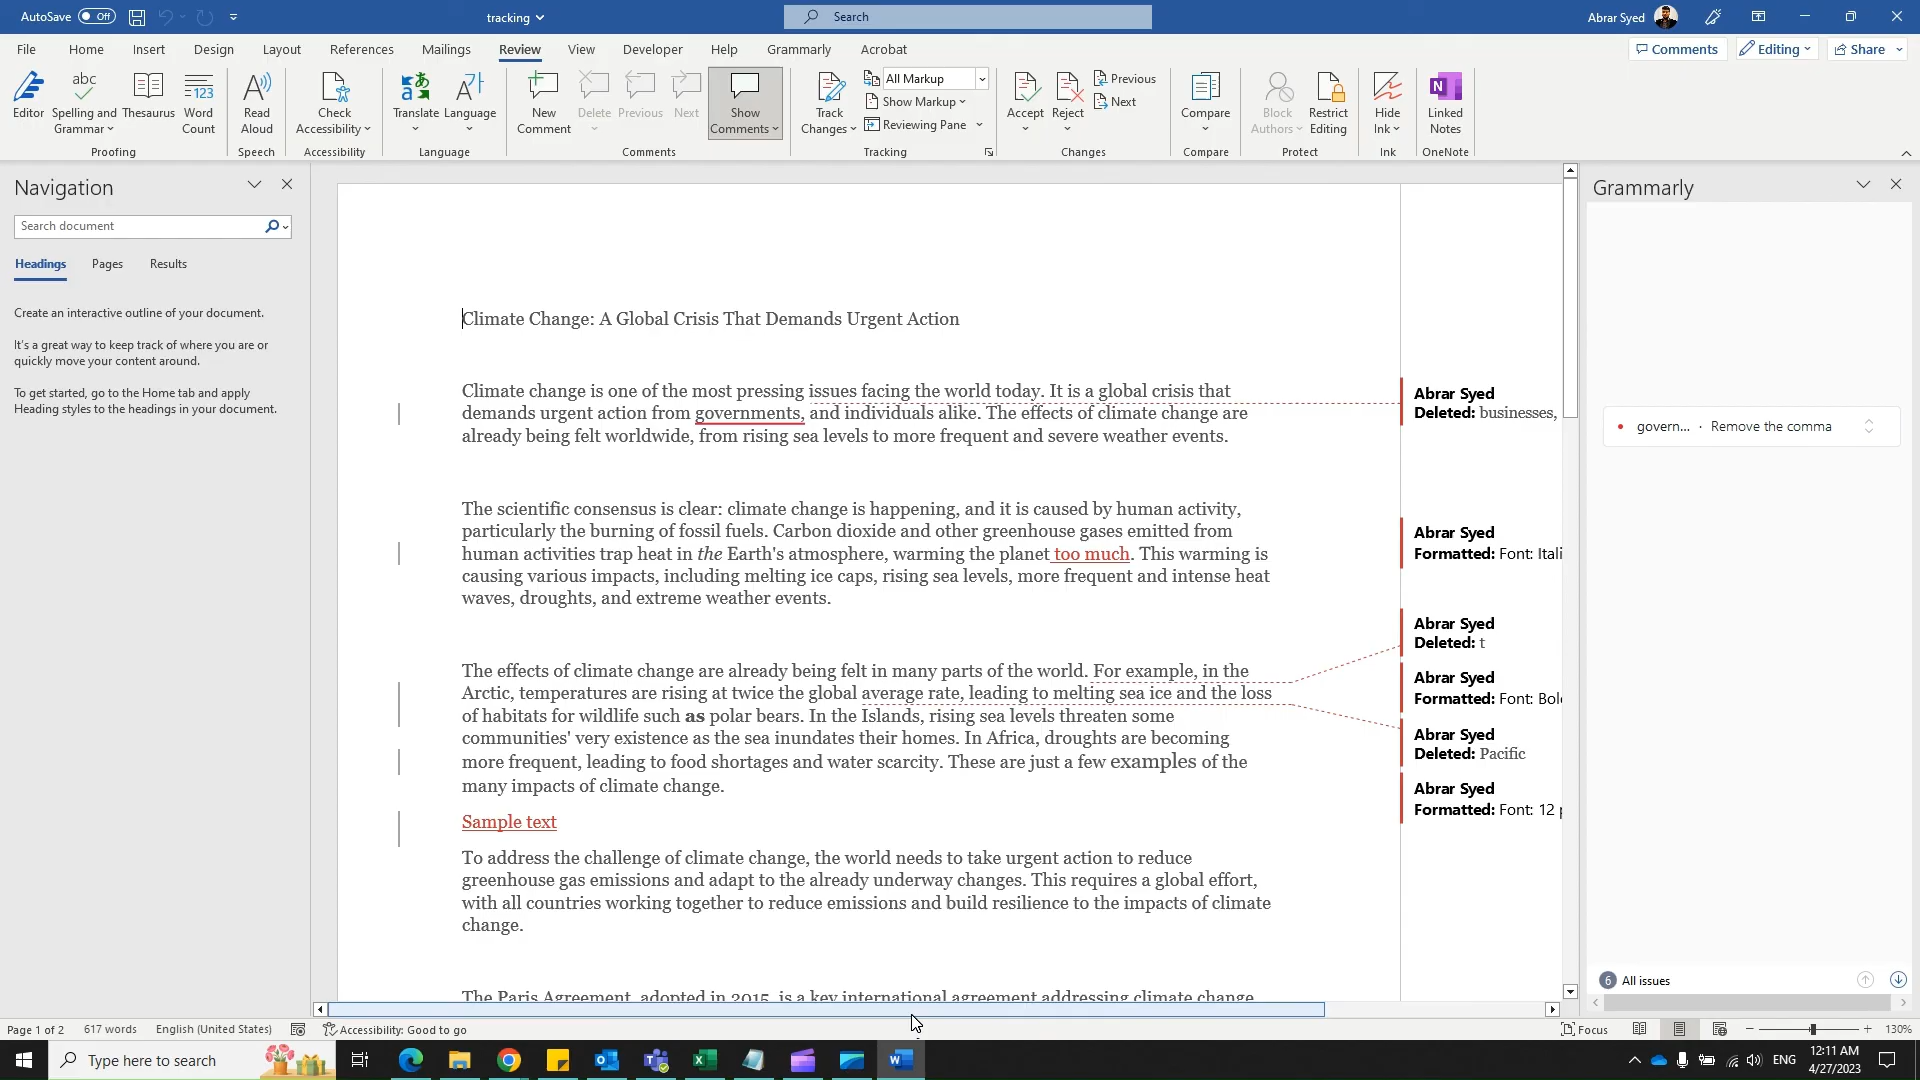 AutoSave Off
tracking
Search
Abrar Syed
File Home Insert Design Layout References Mailings Review View Developer Help Grammarly Acrobat
Comments Editing Share
Editor
Spelling and Grammar
Thesaurus
Word Count
Proofing
Read Aloud
Speech
Check Accessibility
Accessibility
Translate
Language
Language
New Comment
Delete
Previous
Next
Show Comments
Comments
Track Changes
All Markup
Show Markup
Reviewing Pane
Tracking
Accept
Reject
Previous
Next
Changes
Compare
Compare
Block Authors
Restrict Editing
Protect
Hide Ink
Ink
Linked Notes
OneNote
Navigation
Search document
Headings Pages Results
Create an interactive outline of your document.
It's a great way to keep track of where you are or
quickly move your content around.
To get started, go to the Home tab and apply
Heading styles to the headings in your document.
Climate Change: A Global Crisis That Demands Urgent Action
Climate change is one of the most pressing issues facing the world today. It is a global crisis that
demands urgent action from governments, and individuals alike. The effects of climate change are
already being felt worldwide, from rising sea levels to more frequent and severe weather events.
The scientific consensus is clear: climate change is happening, and it is caused by human activity,
particularly the burning of fossil fuels. Carbon dioxide and other greenhouse gases emitted from
human activities trap heat in the Earth's atmosphere, warming the planet too much. This warming is
causing various impacts, including melting ice caps, rising sea levels, more frequent and intense heat
waves, droughts, and extreme weather events.
The effects of climate change are already being felt in many parts of the world. For example, in the
Arctic, temperatures are rising at twice the global average rate, leading to melting sea ice and the loss
of habitats for wildlife such as polar bears. In the Islands, rising sea levels threaten some
communities' very existence as the sea inundates their homes. In Africa, droughts are becoming
more frequent, leading to food shortages and water scarcity. These are just a few examples of the
many impacts of climate change.
Sample text
To address the challenge of climate change, the world needs to take urgent action to reduce
greenhouse gas emissions and adapt to the already underway changes. This requires a global effort,
with all countries working together to reduce emissions and build resilience to the impacts of climate
change.
The Paris Agreement, adopted in 2015, is a key international agreement addressing climate change
Abrar Syed
Deleted: businesses,
Abrar Syed
Formatted: Font: Itali
Abrar Syed
Deleted: t
Abrar Syed
Formatted: Font: Bol
Abrar Syed
Deleted: Pacific
Abrar Syed
Formatted: Font: 12 p
Grammarly
govern... · Remove the comma
6 All issues
Page 1 of 2 617 words English (United States) Accessibility: Good to go
Focus 130%
Type here to search
ENG
12:11 AM
4/27/2023